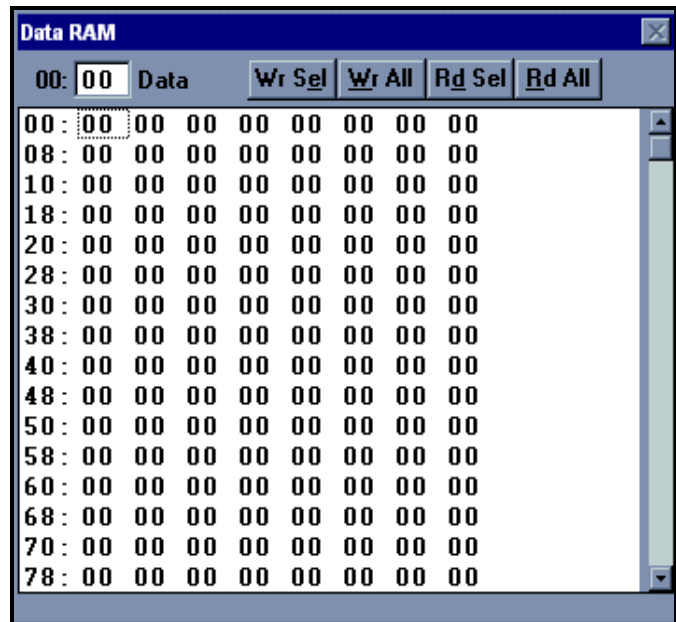 Data RAM
00: 00 Data Wr Sel Wr All Rd Sel Rd All
00: 00 00 00 00 00 00 00 00
08: 00 00 00 00 00 00 00 00
10: 00 00 00 00 00 00 00 00
18: 00 00 00 00 00 00 00 00
20: 00 00 00 00 00 00 00 00
28: 00 00 00 00 00 00 00 00
30: 00 00 00 00 00 00 00 00
38: 00 00 00 00 00 00 00 00
40: 00 00 00 00 00 00 00 00
48: 00 00 00 00 00 00 00 00
50: 00 00 00 00 00 00 00 00
58: 00 00 00 00 00 00 00 00
60: 00 00 00 00 00 00 00 00
68: 00 00 00 00 00 00 00 00
70: 00 00 00 00 00 00 00 00
78: 00 00 00 00 00 00 00 00